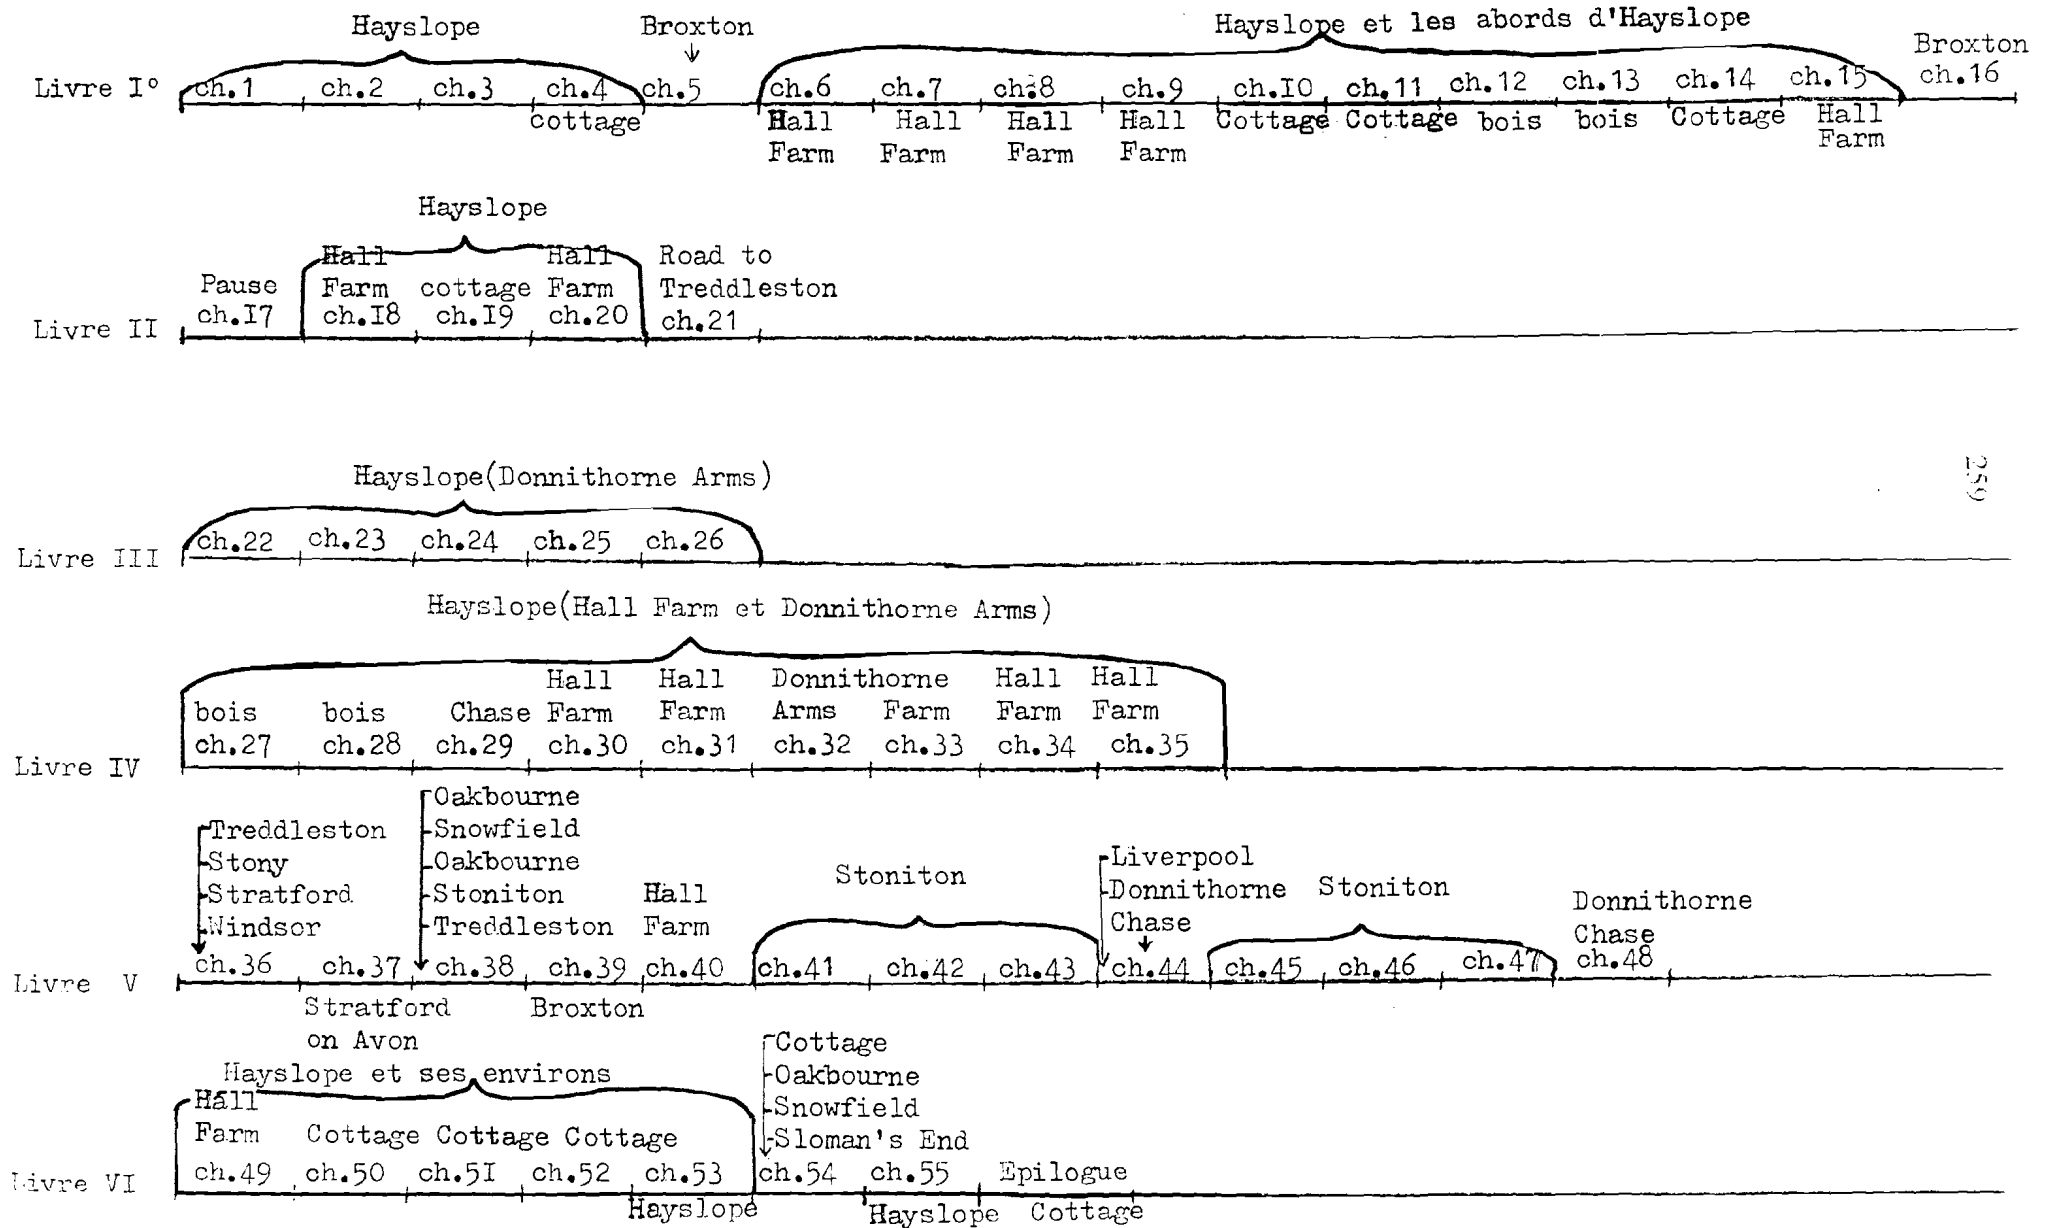 Hayslope Broxton Hayslope et les abords d'Hayslope Broxton
Livre I° ch.1 ch.2 ch.3 ch.4 ch.5 ch.6 ch.7 ch.8 ch.9 ch.I0 ch.11 ch.12 ch.13 ch.14 ch.15 ch.16
cottage Hall Hall Hall Hall Cottage Cottage bois bois Cottage Hall
Farm Farm Farm Farm Farm
Hayslope
Hall Hall Road to
Pause Farm cottage Farm Treddleston
Livre II ch.I7 ch.I8 ch.I9 ch.20 ch.21
259
Hayslope(Donnithorne Arms)
Livre III ch.22 ch.23 ch.24 ch.25 ch.26
Hayslope(Hall Farm et Donnithorne Arms)
Hall Hall Donnithorne Hall Hall
bois bois Chase Farm Farm Arms Farm Farm Farm
ch.27 ch.28 ch.29 ch.30 ch.31 ch.32 ch.33 ch.34 ch.35
Livre IV
Oakbourne
Treddleston Snowfield
Stony Oakbourne Stoniton Liverpool
Stratford Stoniton Hall Donnithorne Stoniton Donnithorne
Windsor Treddleston Farm Chase Chase
ch.36 ch.37 ch.38 ch.39 ch.40 ch.41 ch.42 ch.43 ch.44 ch.45 ch.46 ch.47 ch.48
Livre V
Stratford Broxton
on Avon
Hayslope et ses environs
Hall Cottage
Farm Cottage Cottage Cottage Oakbourne
Snowfield
Sloman's End
ch.49 ch.50 ch.5I ch.52 ch.53 ch.54 ch.55 Epilogue
Livre VI
Hayslope Hayslope Cottage